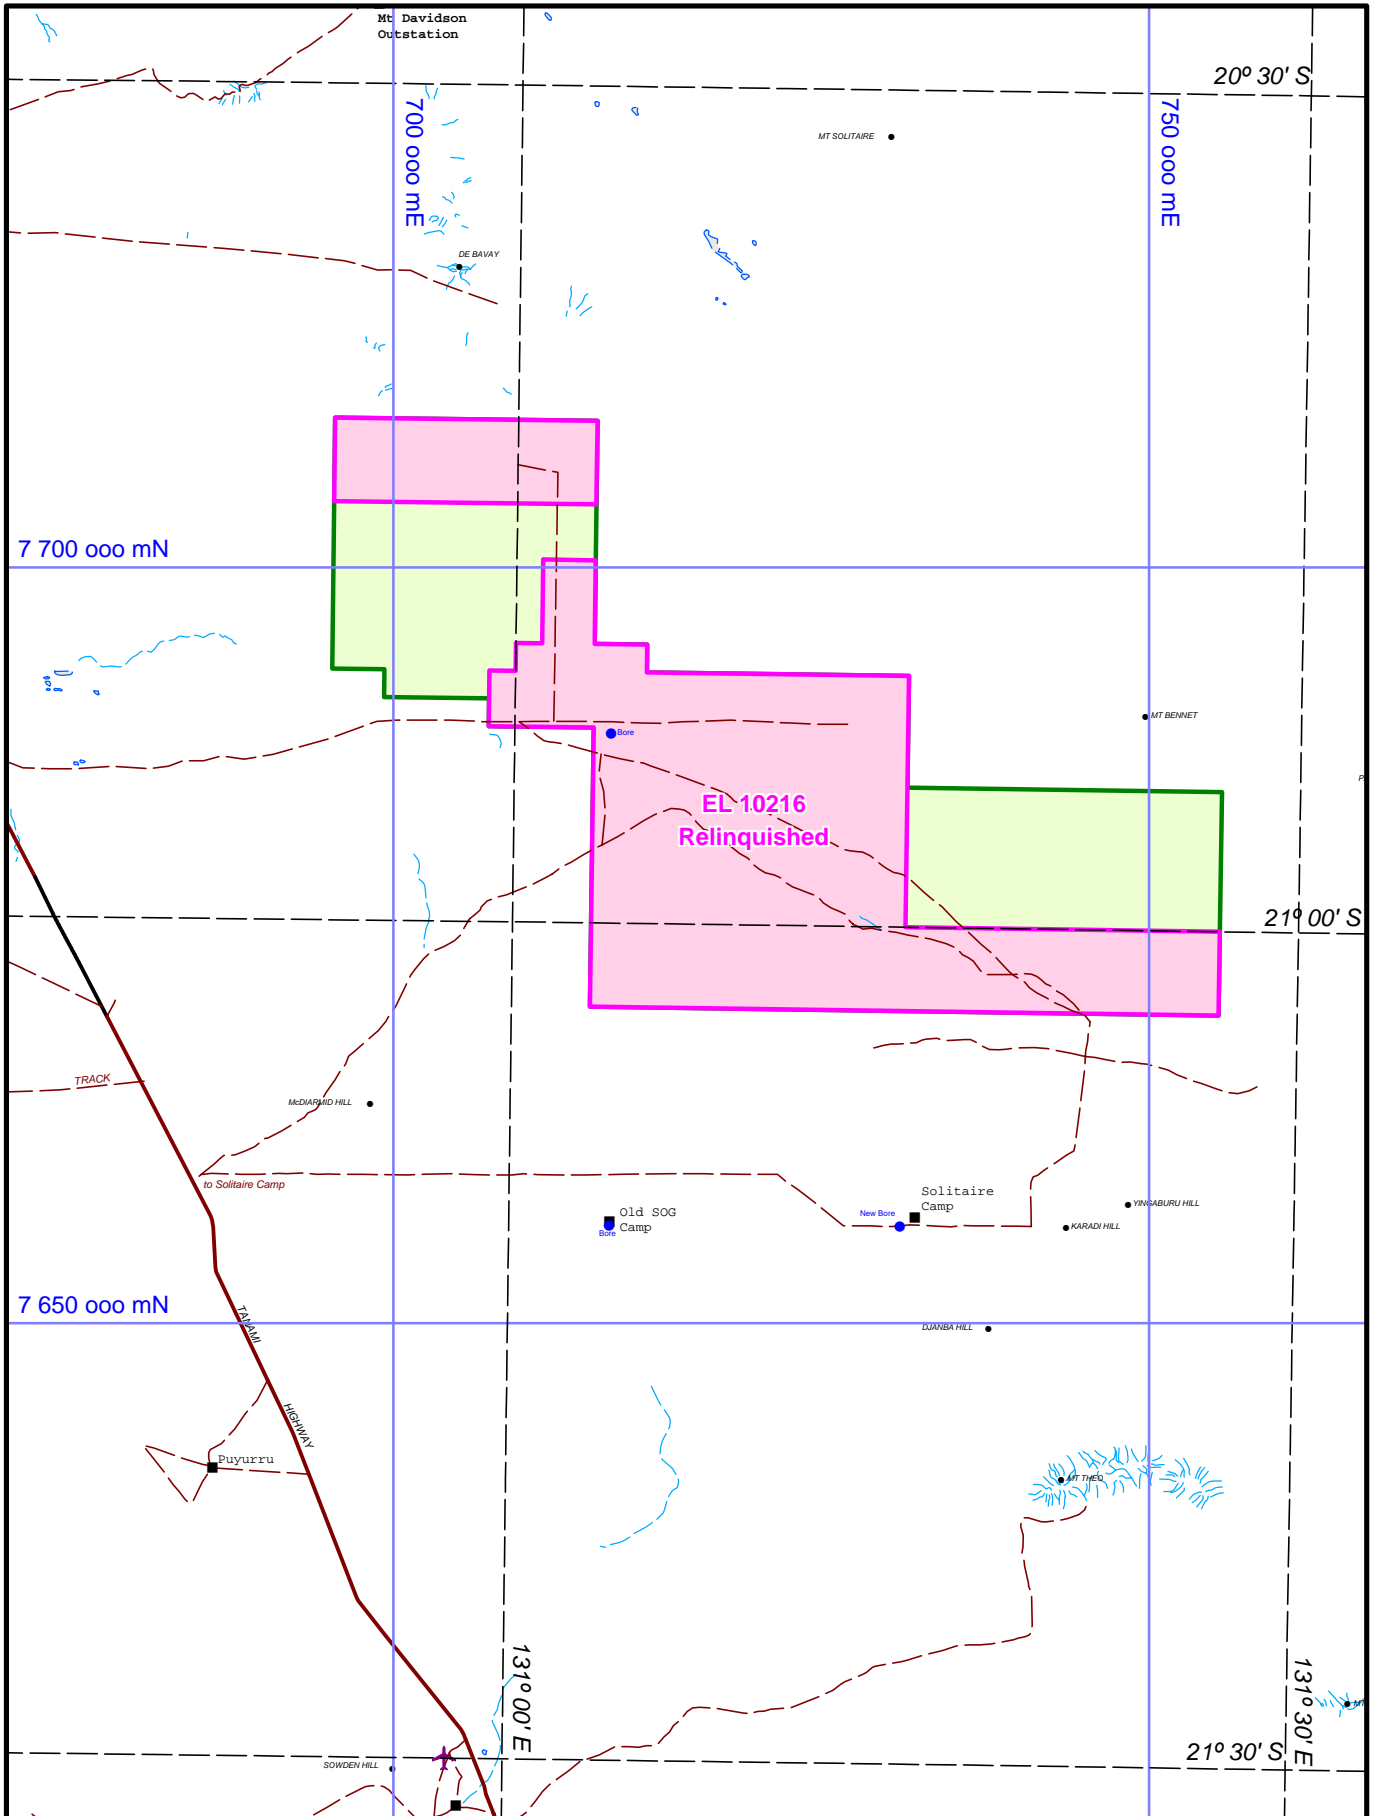 Mt Davidson
Outstation
20º 30' S
700 ooo mE
750 ooo mE
MT SOLITAIRE
DE BAVAY
7 700 ooo mN
MT BENNET
Bore
P
EL 10216
Relinquished
21º 00' S
TRACK
McDIARMID HILL
to Solitaire Camp
Solitaire
Camp
Old SOG
Camp
Bore
New Bore
YINGABURU HILL
KARADI HILL
7 650 ooo mN
TANAMI
DJANBA HILL
HIGHWAY
Puyurru
MT THEO
131º 00' E
131º 30' E
MT
21º 30' S
SOWDEN HILL